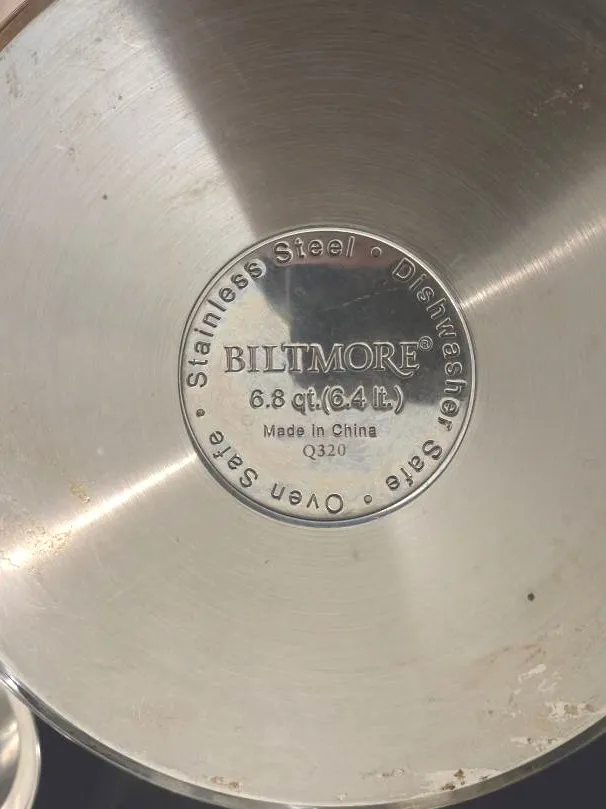 Stainless Steel • Dishwasher Safe • Oven Safe •
BILTMORE®
6.8 qt.(6.4 lt.)
Made in China
Q320